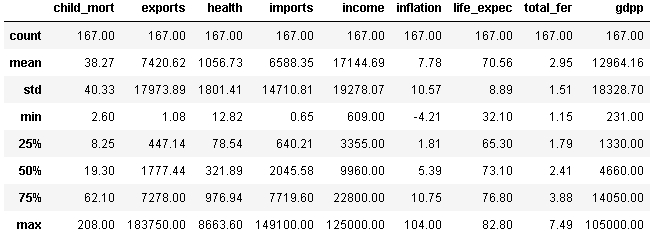 child_mort exports health imports income inflation life_expec total_fer gdpp
count 167.00 167.00 167.00 167.00 167.00 167.00 167.00 167.00 167.00
mean 38.27 7420.62 1056.73 6588.35 17144.69 7.78 70.56 2.95 12964.16
std 40.33 17973.89 1801.41 14710.81 19278.07 10.57 8.89 1.51 18328.70
min 2.60 1.08 12.82 0.65 609.00 -4.21 32.10 1.15 231.00
25% 8.25 447.14 78.54 640.21 3355.00 1.81 65.30 1.79 1330.00
50% 19.30 1777.44 321.89 2045.58 9960.00 5.39 73.10 2.41 4660.00
75% 62.10 7278.00 976.94 7719.60 22800.00 10.75 76.80 3.88 14050.00
max 208.00 183750.00 8663.60 149100.00 125000.00 104.00 82.80 7.49 105000.00